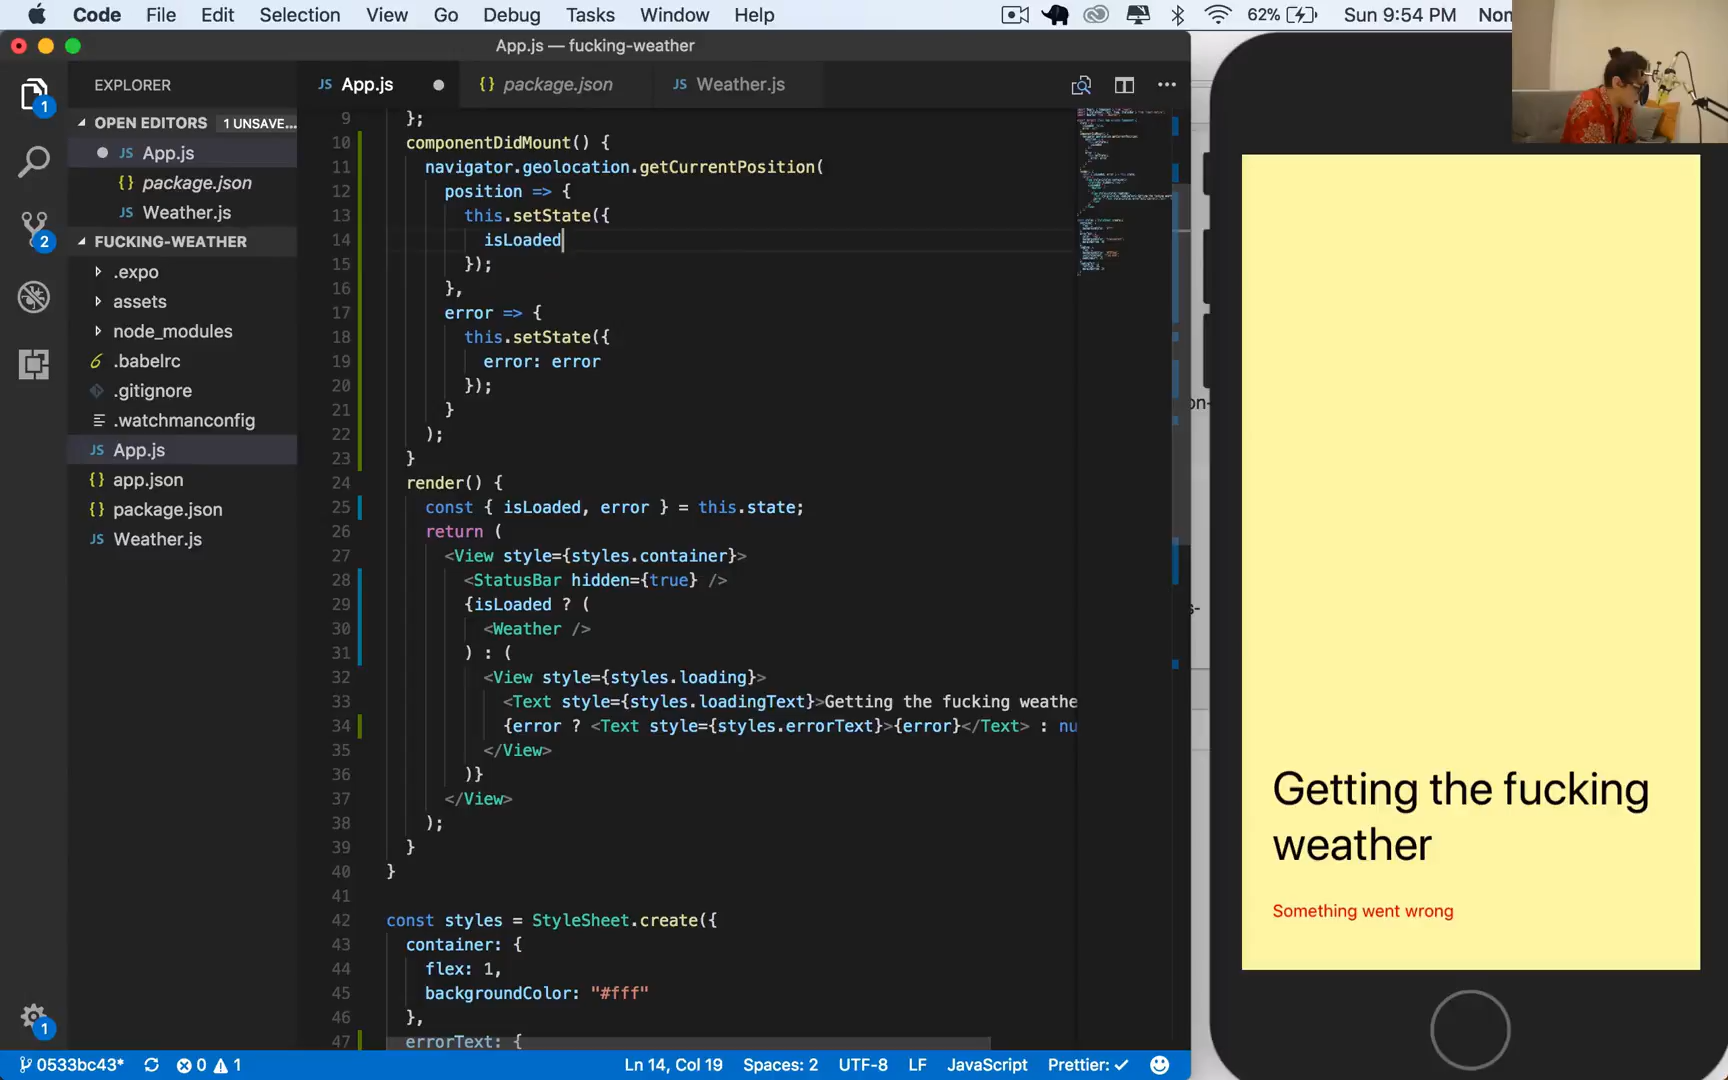 Code File Edit Selection View Go Debug Tasks Window Help 62% Sun 9:54 PM Non
App.js — fucking-weather
EXPLORER
OPEN EDITORS 1 UNSAVE...
JS App.js
{} package.json
JS Weather.js
FUCKING-WEATHER
.expo
assets
node_modules
.babelrc
.gitignore
.watchmanconfig
JS App.js
{} app.json
{} package.json
JS Weather.js
1
2
1
JS App.js {} package.json JS Weather.js
9 };
10 componentDidMount() {
11 navigator.geolocation.getCurrentPosition(
12 position => {
13 this.setState({
14 isLoaded
15 });
16 },
17 error => {
18 this.setState({
19 error: error
20 });
21 }
22 );
23 }
24 render() {
25 const { isLoaded, error } = this.state;
26 return (
27 <View style={styles.container}>
28 <StatusBar hidden={true} />
29 {isLoaded ? (
30 <Weather />
31 ) : (
32 <View style={styles.loading}>
33 <Text style={styles.loadingText}>Getting the fucking weathe
34 {error ? <Text style={styles.errorText}>{error}</Text> : nu
35 </View>
36 )}
37 </View>
38 );
39 }
40 }
41
42 const styles = StyleSheet.create({
43 container: {
44 flex: 1,
45 backgroundColor: "#fff"
46 },
47 errorText: {
on-
s-
Getting the fucking
weather
Something went wrong
0533bc43* 0 1 Ln 14, Col 19 Spaces: 2 UTF-8 LF JavaScript Prettier: ✓